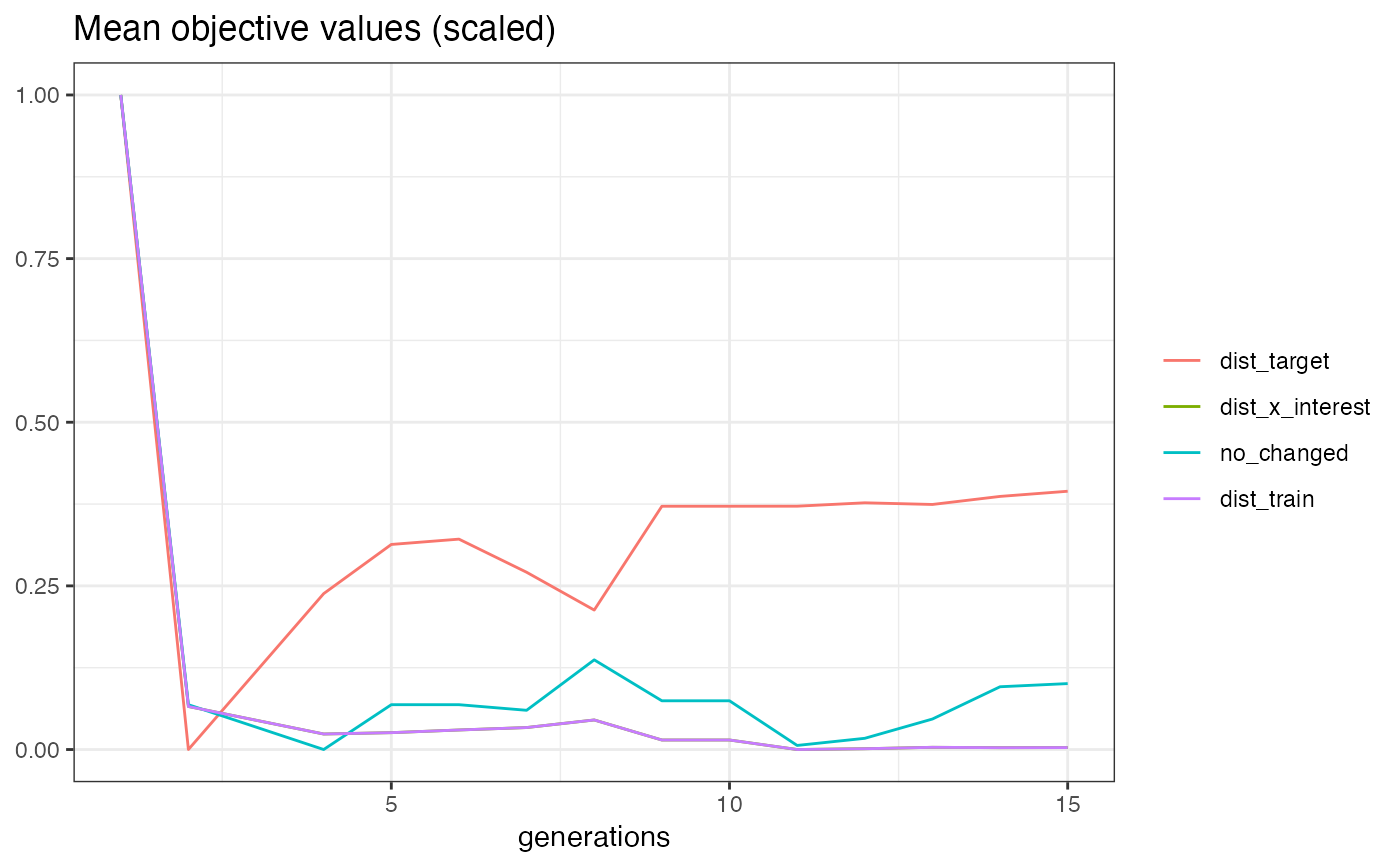 Mean objective values (scaled)
1.00
0.75
0.50
0.25
0.00
5 10 15
generations
dist_target
dist_x_interest
no_changed
dist_train